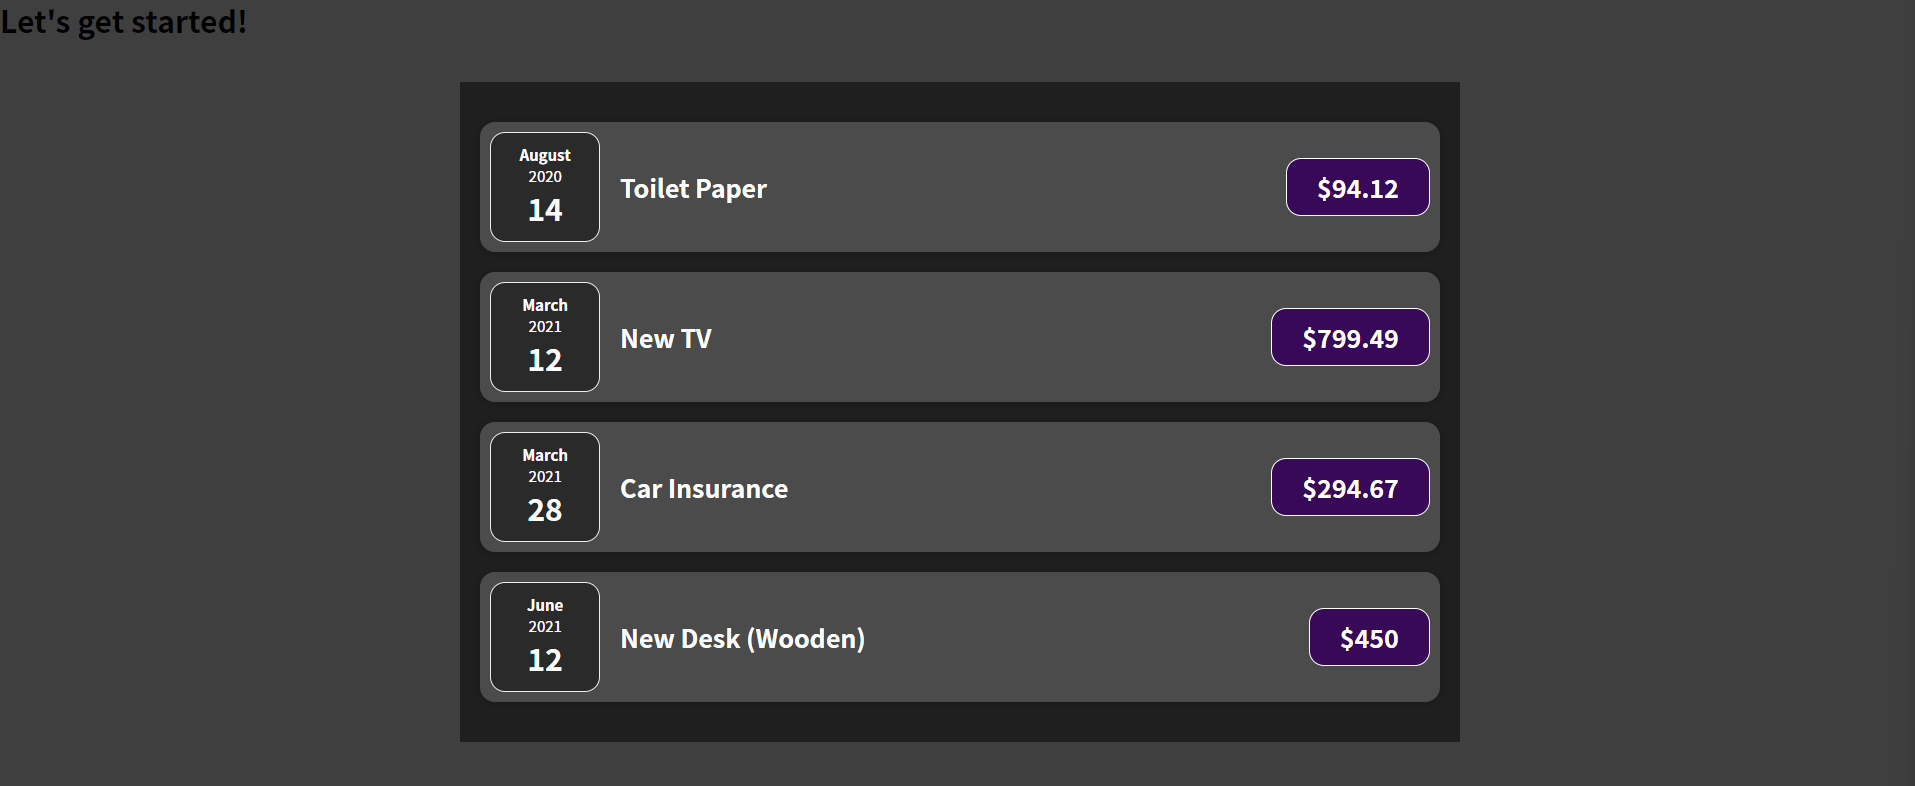 Let's get started!
August
2020
14
Toilet Paper
$94.12
March
2021
12
New TV
$799.49
March
2021
28
Car Insurance
$294.67
June
2021
12
New Desk (Wooden)
$450